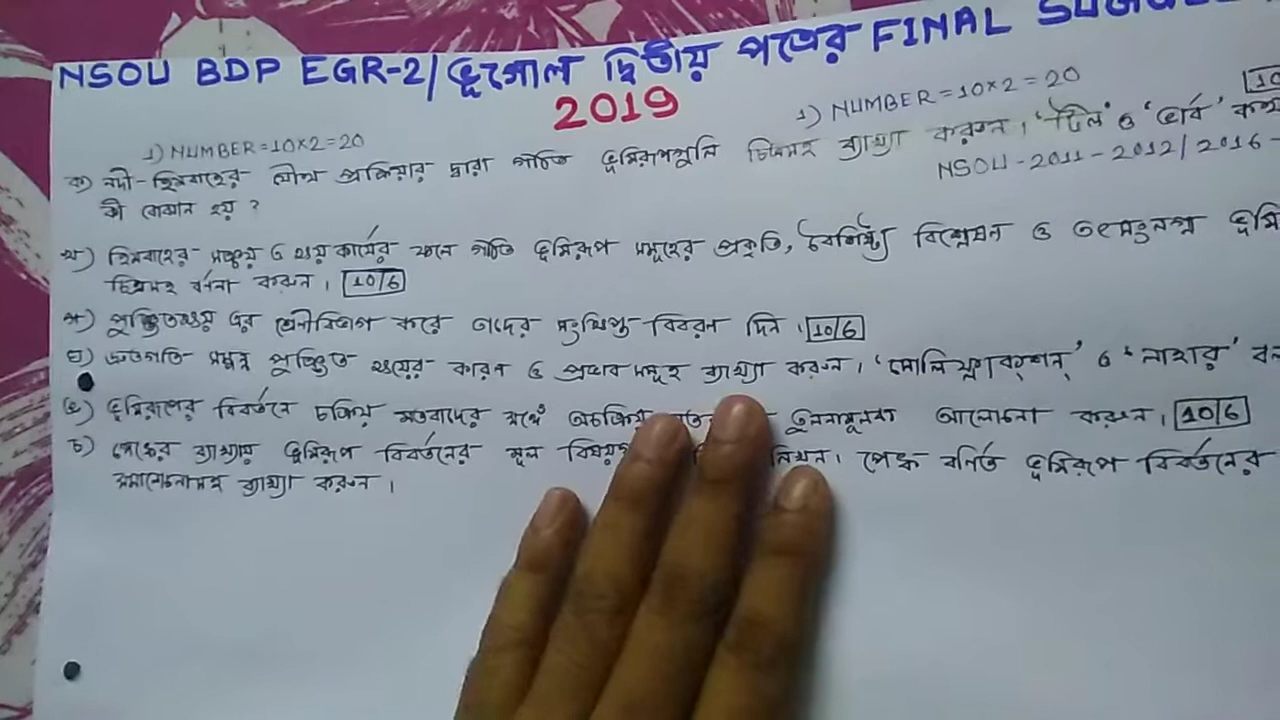 NSOU BDP EGR-2/ভূগোল দ্বিতীয় পত্রের FINAL
2019
1) NUMBER=10×2=20
1) NUMBER=10×2=20
ক) নদী-হিমবাহের যৌথ প্রক্রিয়ার দ্বারা গঠিত ভূমিরূপগুলি চিত্রসহ ব্যাখ্যা করুন। 'টিল' ও 'ভার্ব'
কী বোঝান হয়?
NSOU-2011-2012/2016-
খ) হিমবাহের সঞ্চয় ও ক্ষয় কার্যের ফলে গঠিত ভূমিরূপ সমূহের প্রকৃতি, বৈশিষ্ট্য বিশ্লেষন ও তৎসংলগ্ন
চিত্রসহ বর্ণনা করুন। 10/6
গ) পুঞ্জিতক্ষয় এর শ্রেনীবিভাগ করে তাদের সংক্ষিপ্ত বিবরণ দিন। 10/6
ঘ) দ্রুতগতি সম্পন্ন পুঞ্জিত ক্ষয়ের কারণ ও প্রভাব সমূহ ব্যাখ্যা করুন। 'সোলিফ্লাকশন্' ও 'লাহার'
ঙ) ভূমিরূপের বিবর্তনে চক্রিয় মতবাদের সঙ্গে অচক্রিয় তুলনামূলক আলোচনা করুন। 10/6
চ) পেঙ্কের ব্যাখ্যায় ভূমিরূপ বিবর্তনের মূল লিখুন। পেঙ্ক বর্নিত ভূমিরূপ বিবর্তনের
সমালোচনাসহ ব্যাখ্যা করুন।